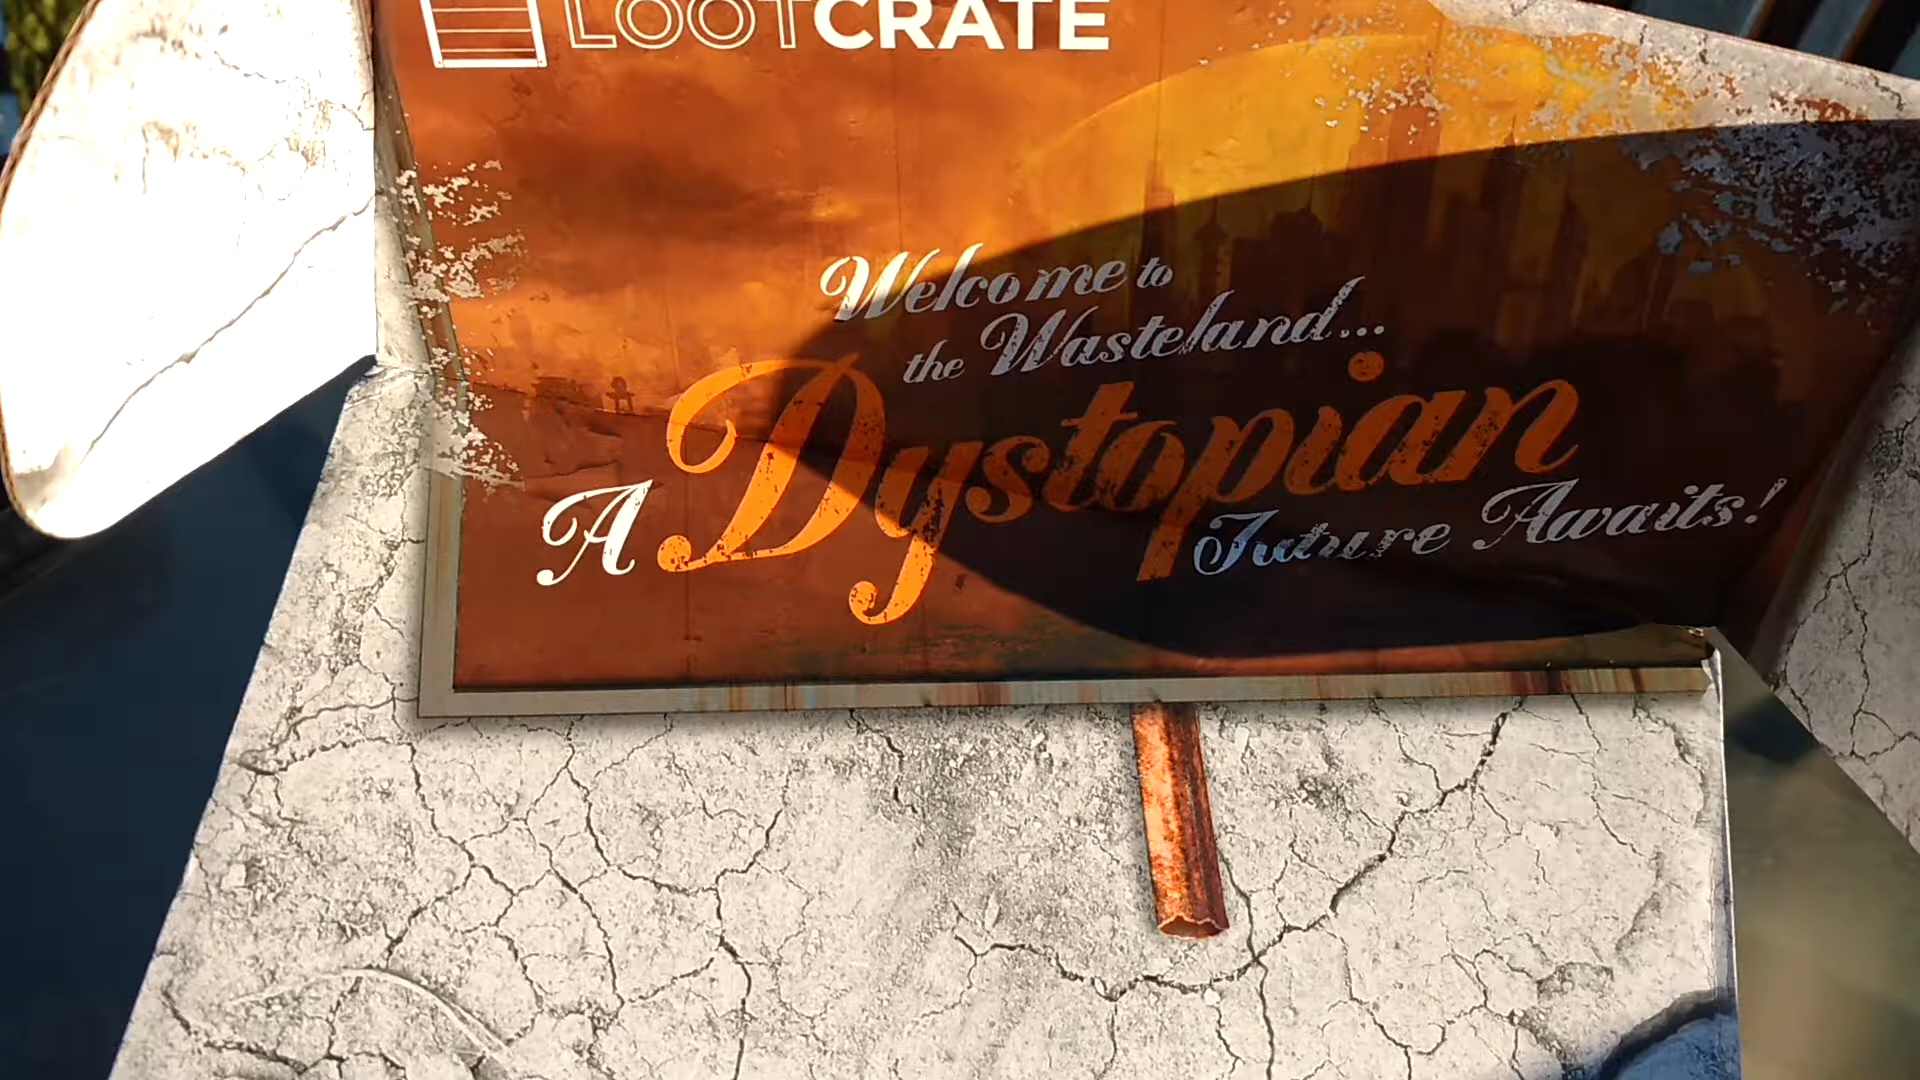 LOOTCRATE
Welcome to
the Wasteland...
A Dystopian
Future Awaits!